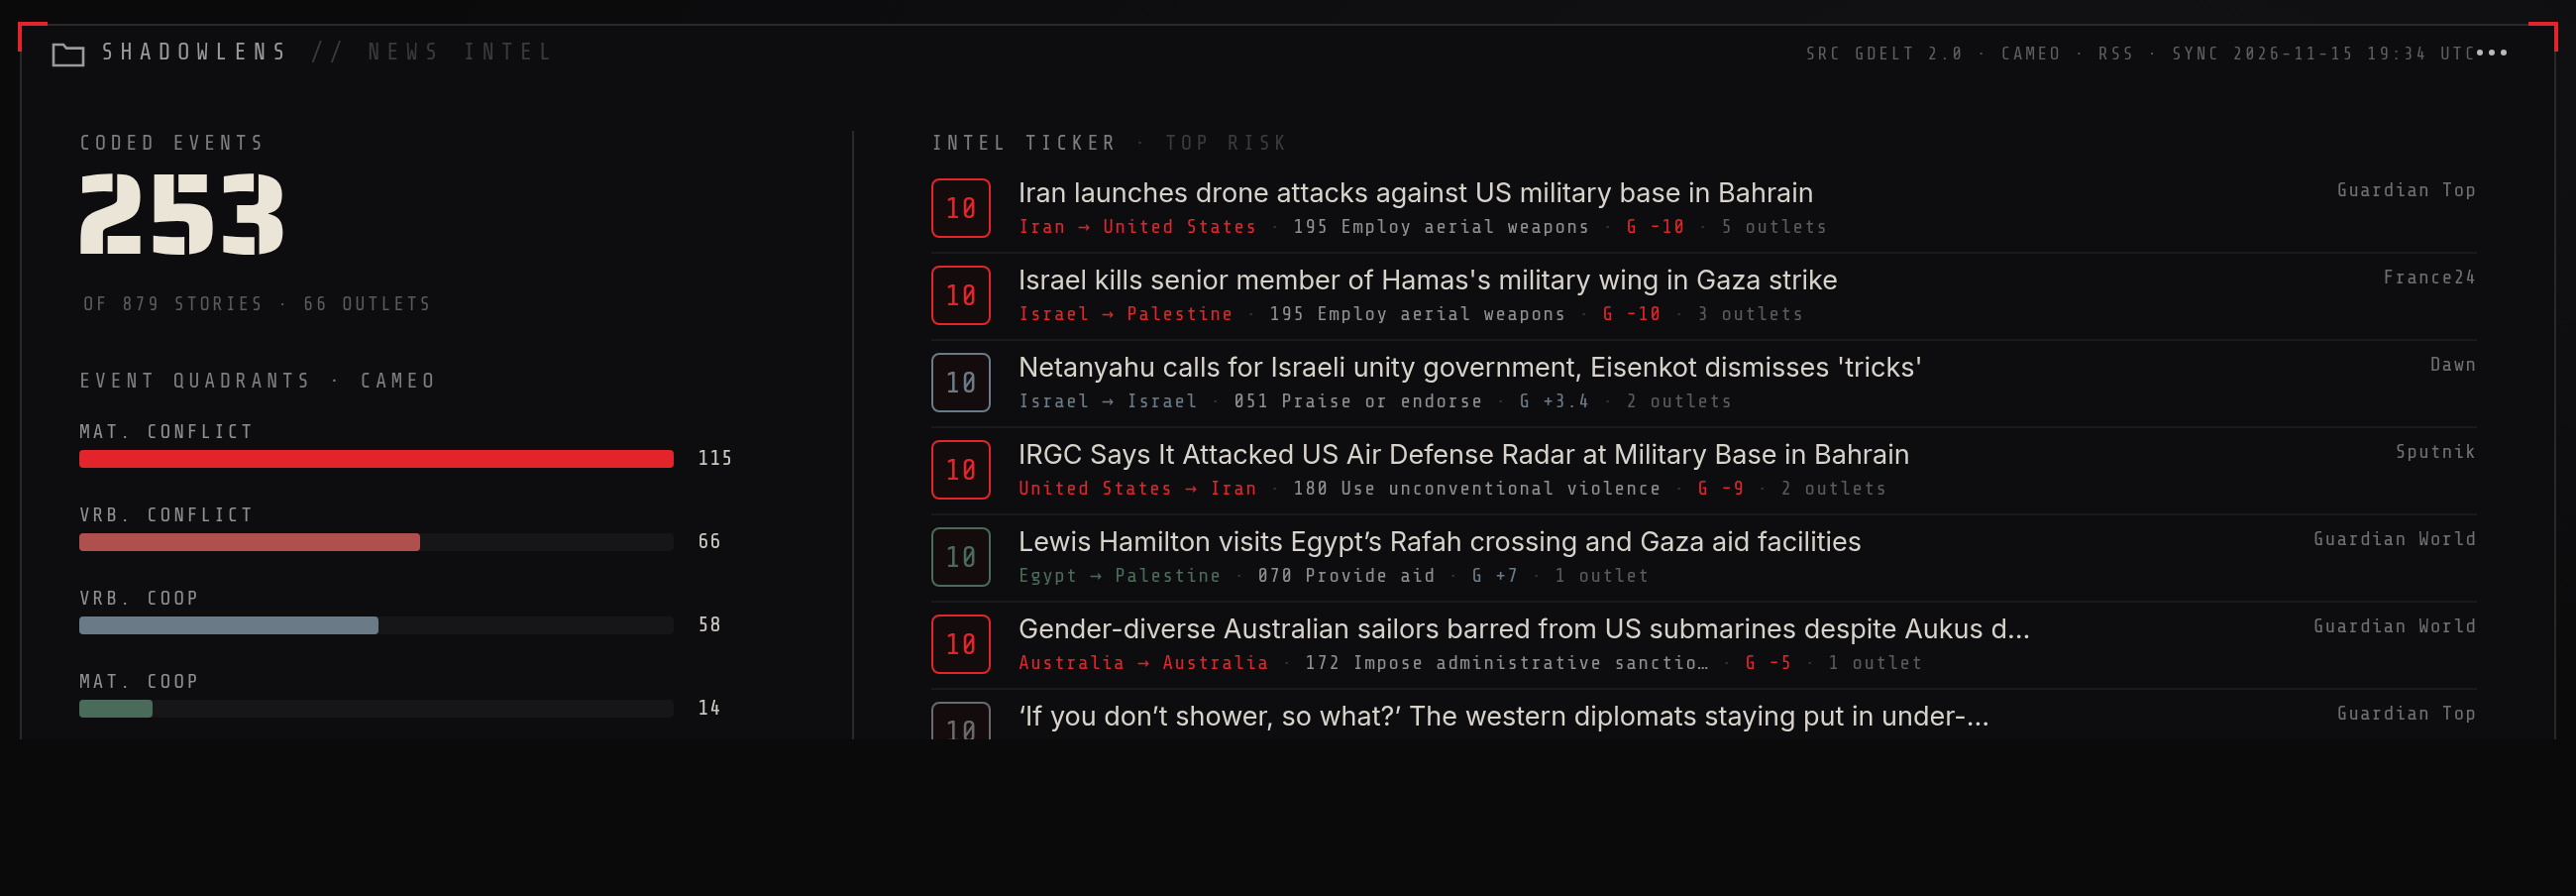 SHADOWLENS // NEWS INTEL
SRC GDELT 2.0 · CAMEO · RSS · SYNC 2026-11-15 19:34 UTC
CODED EVENTS
253
OF 879 STORIES · 66 OUTLETS
EVENT QUADRANTS · CAMEO
MAT. CONFLICT
115
VRB. CONFLICT
66
VRB. COOP
58
MAT. COOP
14
INTEL TICKER · TOP RISK
10 Iran launches drone attacks against US military base in Bahrain Guardian Top
Iran → United States · 195 Employ aerial weapons · G -10 · 5 outlets
10 Israel kills senior member of Hamas's military wing in Gaza strike France24
Israel → Palestine · 195 Employ aerial weapons · G -10 · 3 outlets
10 Netanyahu calls for Israeli unity government, Eisenkot dismisses 'tricks' Dawn
Israel → Israel · 051 Praise or endorse · G +3.4 · 2 outlets
10 IRGC Says It Attacked US Air Defense Radar at Military Base in Bahrain Sputnik
United States → Iran · 180 Use unconventional violence · G -9 · 2 outlets
10 Lewis Hamilton visits Egypt’s Rafah crossing and Gaza aid facilities Guardian World
Egypt → Palestine · 070 Provide aid · G +7 · 1 outlet
10 Gender-diverse Australian sailors barred from US submarines despite Aukus d… Guardian World
Australia → Australia · 172 Impose administrative sanctio… · G -5 · 1 outlet
10 ‘If you don’t shower, so what?’ The western diplomats staying put in under-… Guardian Top